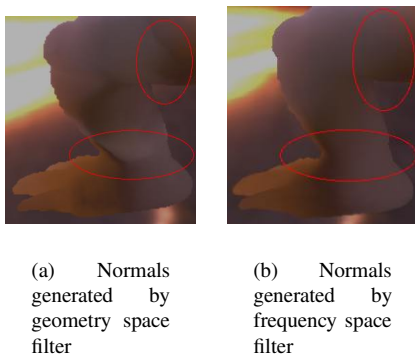 (a) Normals
generated by
geometry space
filter
(b) Normals
generated by
frequency space
filter